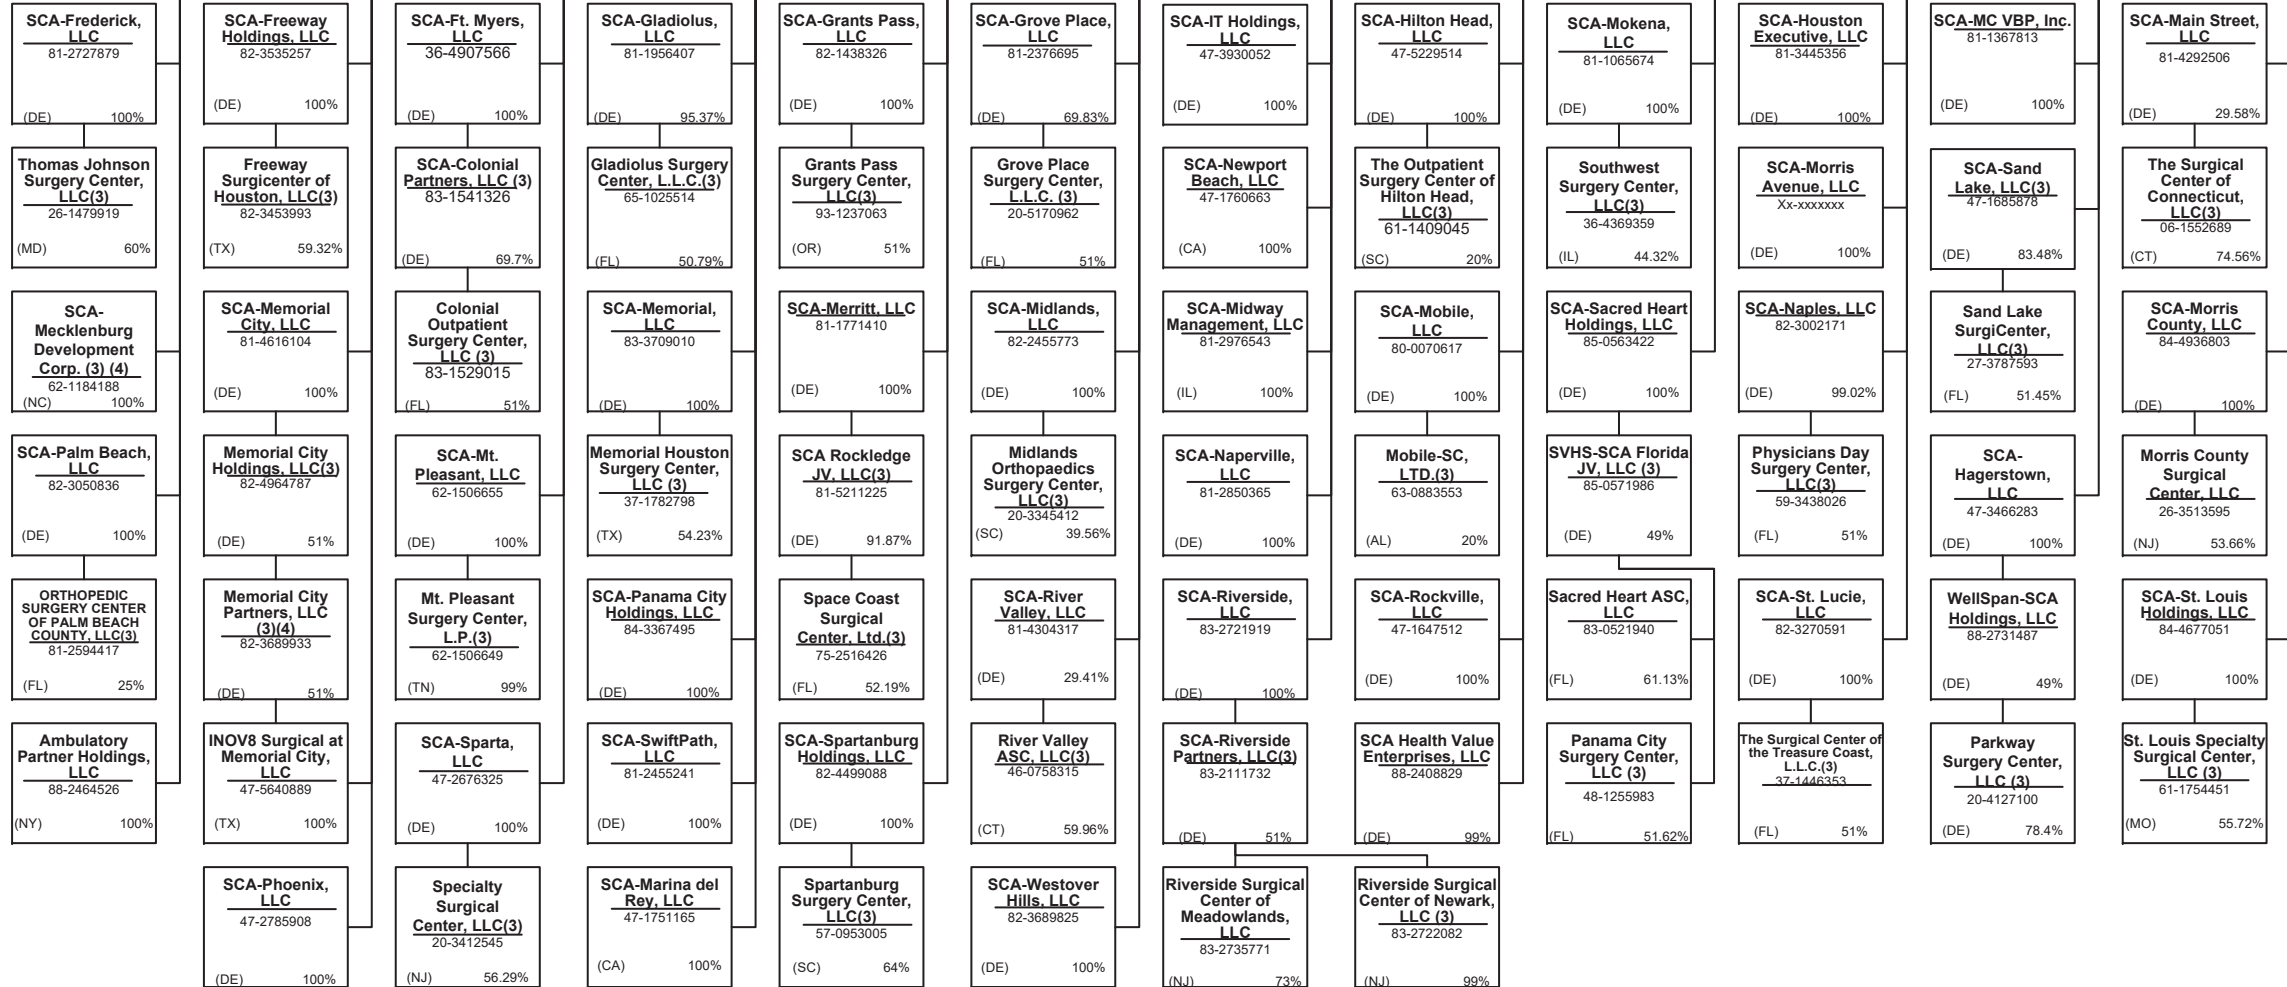 SCA-Frederick,
LLC
81-2727879
(DE) 100%
SCA-Freeway
Holdings, LLC
82-3535257
(DE) 100%
SCA-Ft. Myers,
LLC
36-4907566
(DE) 100%
SCA-Gladiolus,
LLC
81-1956407
(DE) 95.37%
SCA-Grants Pass,
LLC
82-1438326
(DE) 100%
SCA-Grove Place,
LLC
81-2376695
(DE) 69.83%
SCA-IT Holdings,
LLC
47-3930052
(DE) 100%
SCA-Hilton Head,
LLC
47-5229514
(DE) 100%
SCA-Mokena,
LLC
81-1065674
(DE) 100%
SCA-Houston
Executive, LLC
81-3445356
(DE) 100%
SCA-MC VBP, Inc.
81-1367813
(DE) 100%
SCA-Main Street,
LLC
81-4292506
(DE) 29.58%
Thomas Johnson
Surgery Center,
LLC(3)
26-1479919
(MD) 60%
Freeway
Surgicenter of
Houston, LLC(3)
82-3453993
(TX) 59.32%
SCA-Colonial
Partners, LLC (3)
83-1541326
(DE) 69.7%
Gladiolus Surgery
Center, L.L.C.(3)
65-1025514
(FL) 50.79%
Grants Pass
Surgery Center,
LLC(3)
93-1237063
(OR) 51%
Grove Place
Surgery Center,
L.L.C. (3)
20-5170962
(FL) 51%
SCA-Newport
Beach, LLC
47-1760663
(CA) 100%
The Outpatient
Surgery Center of
Hilton Head,
LLC(3)
61-1409045
(SC) 20%
Southwest
Surgery Center,
LLC(3)
36-4369359
(IL) 44.32%
SCA-Morris
Avenue, LLC
Xx-xxxxxxx
(DE) 100%
SCA-Sand
Lake, LLC(3)
47-1685878
(DE) 83.48%
The Surgical
Center of
Connecticut,
LLC(3)
06-1552689
(CT) 74.56%
SCA-
Mecklenburg
Development
Corp. (3) (4)
62-1184188
(NC) 100%
SCA-Memorial
City, LLC
81-4616104
(DE) 100%
Colonial
Outpatient
Surgery Center,
LLC (3)
83-1529015
(FL) 51%
SCA-Memorial,
LLC
83-3709010
(DE) 100%
SCA-Merritt, LLC
81-1771410
(DE) 100%
SCA-Midlands,
LLC
82-2455773
(DE) 100%
SCA-Midway
Management, LLC
81-2976543
(IL) 100%
SCA-Mobile,
LLC
80-0070617
(DE) 100%
SCA-Sacred Heart
Holdings, LLC
85-0563422
(DE) 100%
SCA-Naples, LLC
82-3002171
(DE) 99.02%
Sand Lake
SurgiCenter,
LLC(3)
27-3787593
(FL) 51.45%
SCA-Morris
County, LLC
84-4936803
(DE) 100%
SCA-Palm Beach,
LLC
82-3050836
(DE) 100%
Memorial City
Holdings, LLC(3)
82-4964787
(DE) 51%
SCA-Mt.
Pleasant, LLC
62-1506655
(DE) 100%
Memorial Houston
Surgery Center,
LLC (3)
37-1782798
(TX) 54.23%
SCA Rockledge
JV, LLC(3)
81-5211225
(DE) 91.87%
Midlands
Orthopaedics
Surgery Center,
LLC(3)
20-3345412
(SC) 39.56%
SCA-Naperville,
LLC
81-2850365
(DE) 100%
Mobile-SC,
LTD.(3)
63-0883553
(AL) 20%
SVHS-SCA Florida
JV, LLC (3)
85-0571986
(DE) 49%
Physicians Day
Surgery Center,
LLC(3)
59-3438026
(FL) 51%
SCA-
Hagerstown,
LLC
47-3466283
(DE) 100%
Morris County
Surgical
Center, LLC
26-3513595
(NJ) 53.66%
ORTHOPEDIC
SURGERY CENTER
OF PALM BEACH
COUNTY, LLC(3)
81-2594417
(FL) 25%
Memorial City
Partners, LLC
(3)(4)
82-3689933
(DE) 51%
Mt. Pleasant
Surgery Center,
L.P.(3)
62-1506649
(TN) 99%
SCA-Panama City
Holdings, LLC
84-3367495
(DE) 100%
Space Coast
Surgical
Center, Ltd.(3)
75-2516426
(FL) 52.19%
SCA-River
Valley, LLC
81-4304317
(DE) 29.41%
SCA-Riverside,
LLC
83-2721919
(DE) 100%
SCA-Rockville,
LLC
47-1647512
(DE) 100%
Sacred Heart ASC,
LLC
83-0521940
(FL) 61.13%
SCA-St. Lucie,
LLC
82-3270591
(DE) 100%
WellSpan-SCA
Holdings, LLC
88-2731487
(DE) 49%
SCA-St. Louis
Holdings, LLC
84-4677051
(DE) 100%
Ambulatory
Partner Holdings,
LLC
88-2464526
(NY) 100%
INOV8 Surgical at
Memorial City,
LLC
47-5640889
(TX) 100%
SCA-Sparta,
LLC
47-2676325
(DE) 100%
SCA-SwiftPath,
LLC
81-2455241
(DE) 100%
SCA-Spartanburg
Holdings, LLC
82-4499088
(DE) 100%
River Valley
ASC, LLC(3)
46-0758315
(CT) 59.96%
SCA-Riverside
Partners, LLC(3)
83-2111732
(DE) 51%
SCA Health Value
Enterprises, LLC
88-2408829
(DE) 99%
Panama City
Surgery Center,
LLC (3)
48-1255983
(FL) 51.62%
The Surgical Center of
the Treasure Coast,
L.L.C.(3)
37-1446353
(FL) 51%
Parkway
Surgery Center,
LLC (3)
20-4127100
(DE) 78.4%
St. Louis Specialty
Surgical Center,
LLC (3)
61-1754451
(MO) 55.72%
SCA-Phoenix,
LLC
47-2785908
(DE) 100%
Specialty
Surgical
Center, LLC(3)
20-3412545
(NJ) 56.29%
SCA-Marina del
Rey, LLC
47-1751165
(CA) 100%
Spartanburg
Surgery Center,
LLC(3)
57-0953005
(SC) 64%
SCA-Westover
Hills, LLC
82-3689825
(DE) 100%
Riverside Surgical
Center of
Meadowlands,
LLC
83-2735771
(NJ) 73%
Riverside Surgical
Center of Newark,
LLC (3)
83-2722082
(NJ) 99%